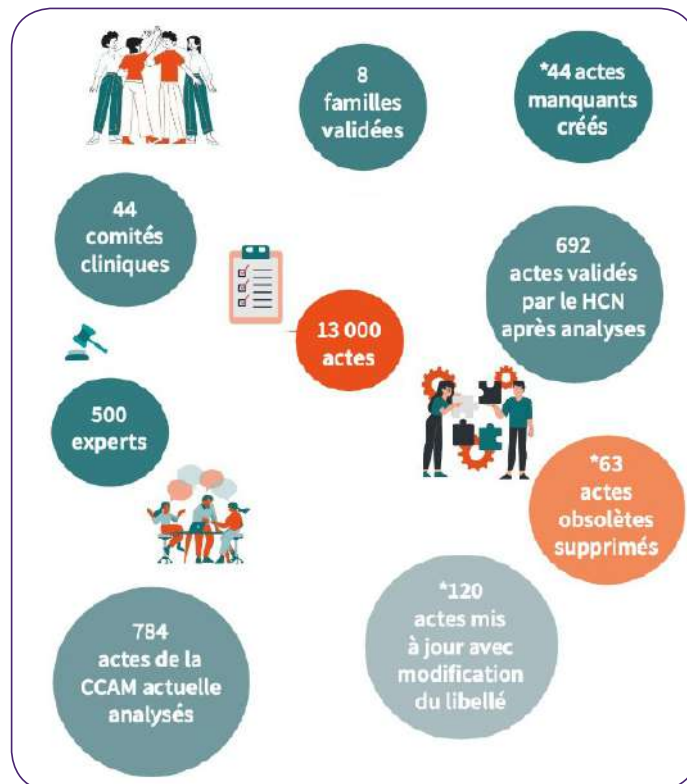 8
familles
validées
*44 actes
manquants
créés
44
comités
cliniques
692
actes validés
par le HCN
après analyses
13 000
actes
500
experts
*63
actes
obsolètes
supprimés
*120
actes mis
à jour avec
modification
du libellé
784
actes de la
CCAM actuelle
analysés